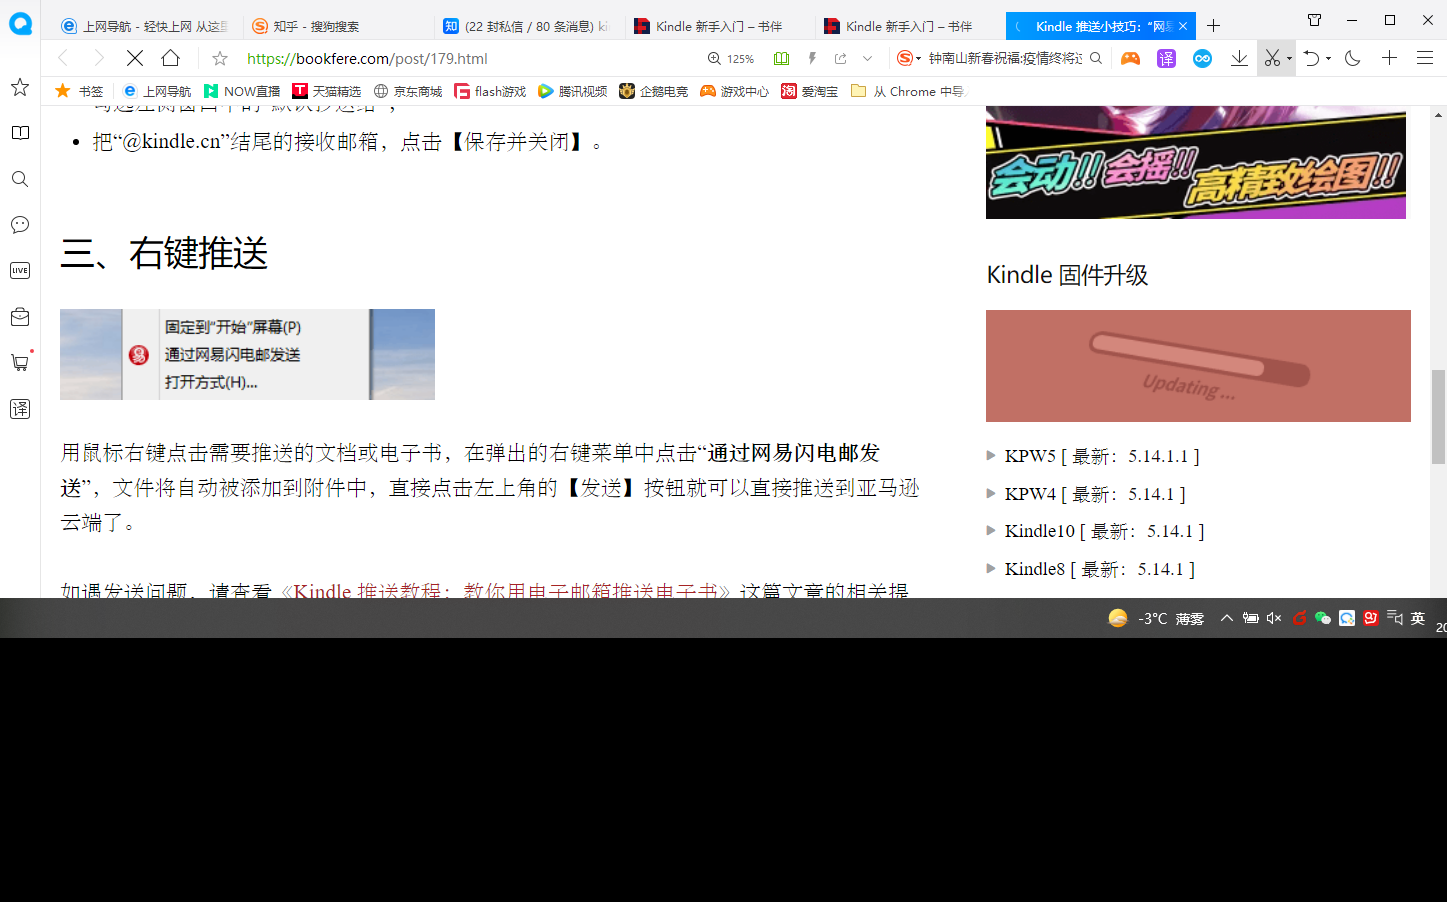 上网导航 - 轻快上网 从这里
知乎 - 搜狗搜索
知
(22 封私信 / 80 条消息) ki
Kindle 新手入门 – 书伴
Kindle 新手入门 – 书伴
Kindle 推送小技巧：“网易
https://bookfere.com/post/179.html
125%
钟南山新春祝福:疫情终将过
译
书签
上网导航
NOW直播
天猫精选
京东商城
flash游戏
腾讯视频
企鹅电竞
游戏中心
淘
爱淘宝
从 Chrome 中导入
LIVE
译
把“@kindle.cn”结尾的接收邮箱，点击【保存并关闭】。
三、右键推送
固定到“开始”屏幕(P)
易
通过网易闪电邮发送
打开方式(H)...
用鼠标右键点击需要推送的文档或电子书，在弹出的右键菜单中点击“通过网易闪电邮发
送”，文件将自动被添加到附件中，直接点击左上角的【发送】按钮就可以直接推送到亚马逊
云端了。
如遇发送问题，请查看《Kindle 推送教程：教你用电子邮箱推送电子书》这篇文章的相关提
会动!! 会摇!! 高精致绘图!!
Kindle 固件升级
Updating ...
KPW5 [ 最新：5.14.1.1 ]
KPW4 [ 最新：5.14.1 ]
Kindle10 [ 最新：5.14.1 ]
Kindle8 [ 最新：5.14.1 ]
-3°C 薄雾
英
20